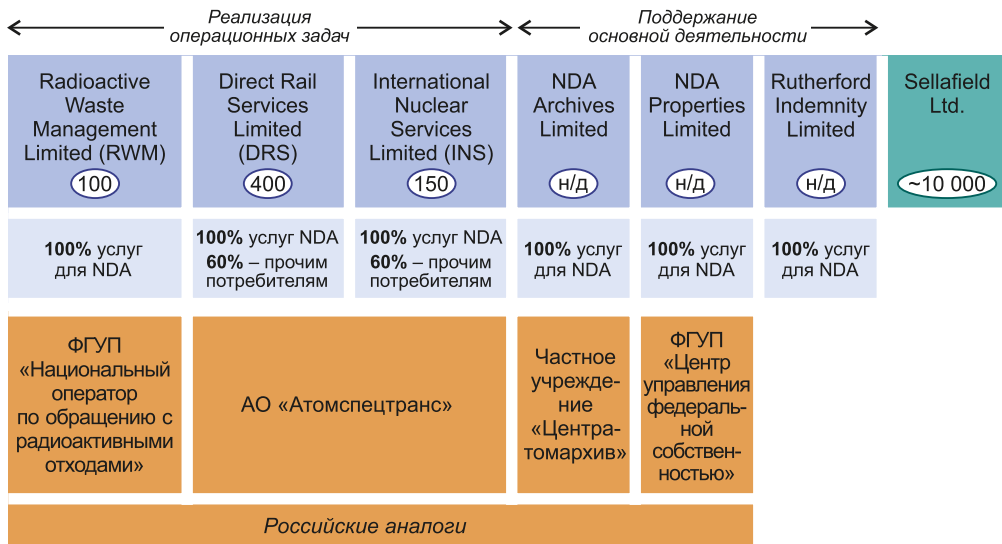 Реализация
операционных задач
Поддержание
основной деятельности
Radioactive
Waste
Management
Limited (RWM)
100
Direct Rail
Services
Limited
(DRS)
400
International
Nuclear
Services
Limited (INS)
150
NDA
Archives
Limited
н/д
NDA
Properties
Limited
н/д
Rutherford
Indemnity
Limited
н/д
Sellafield
Ltd.
~10 000
100% услуг
для NDA
100% услуг NDA
60% – прочим
потребителям
100% услуг NDA
60% – прочим
потребителям
100% услуг
для NDA
100% услуг
для NDA
100% услуг
для NDA
ФГУП
«Национальный
оператор
по обращению с
радиоактивными
отходами»
АО «Атомспецтранс»
Частное
учрежде-
ние
«Центра-
томархив»
ФГУП
«Центр
управления
федераль-
ной
собствен-
ностью»
Российские аналоги